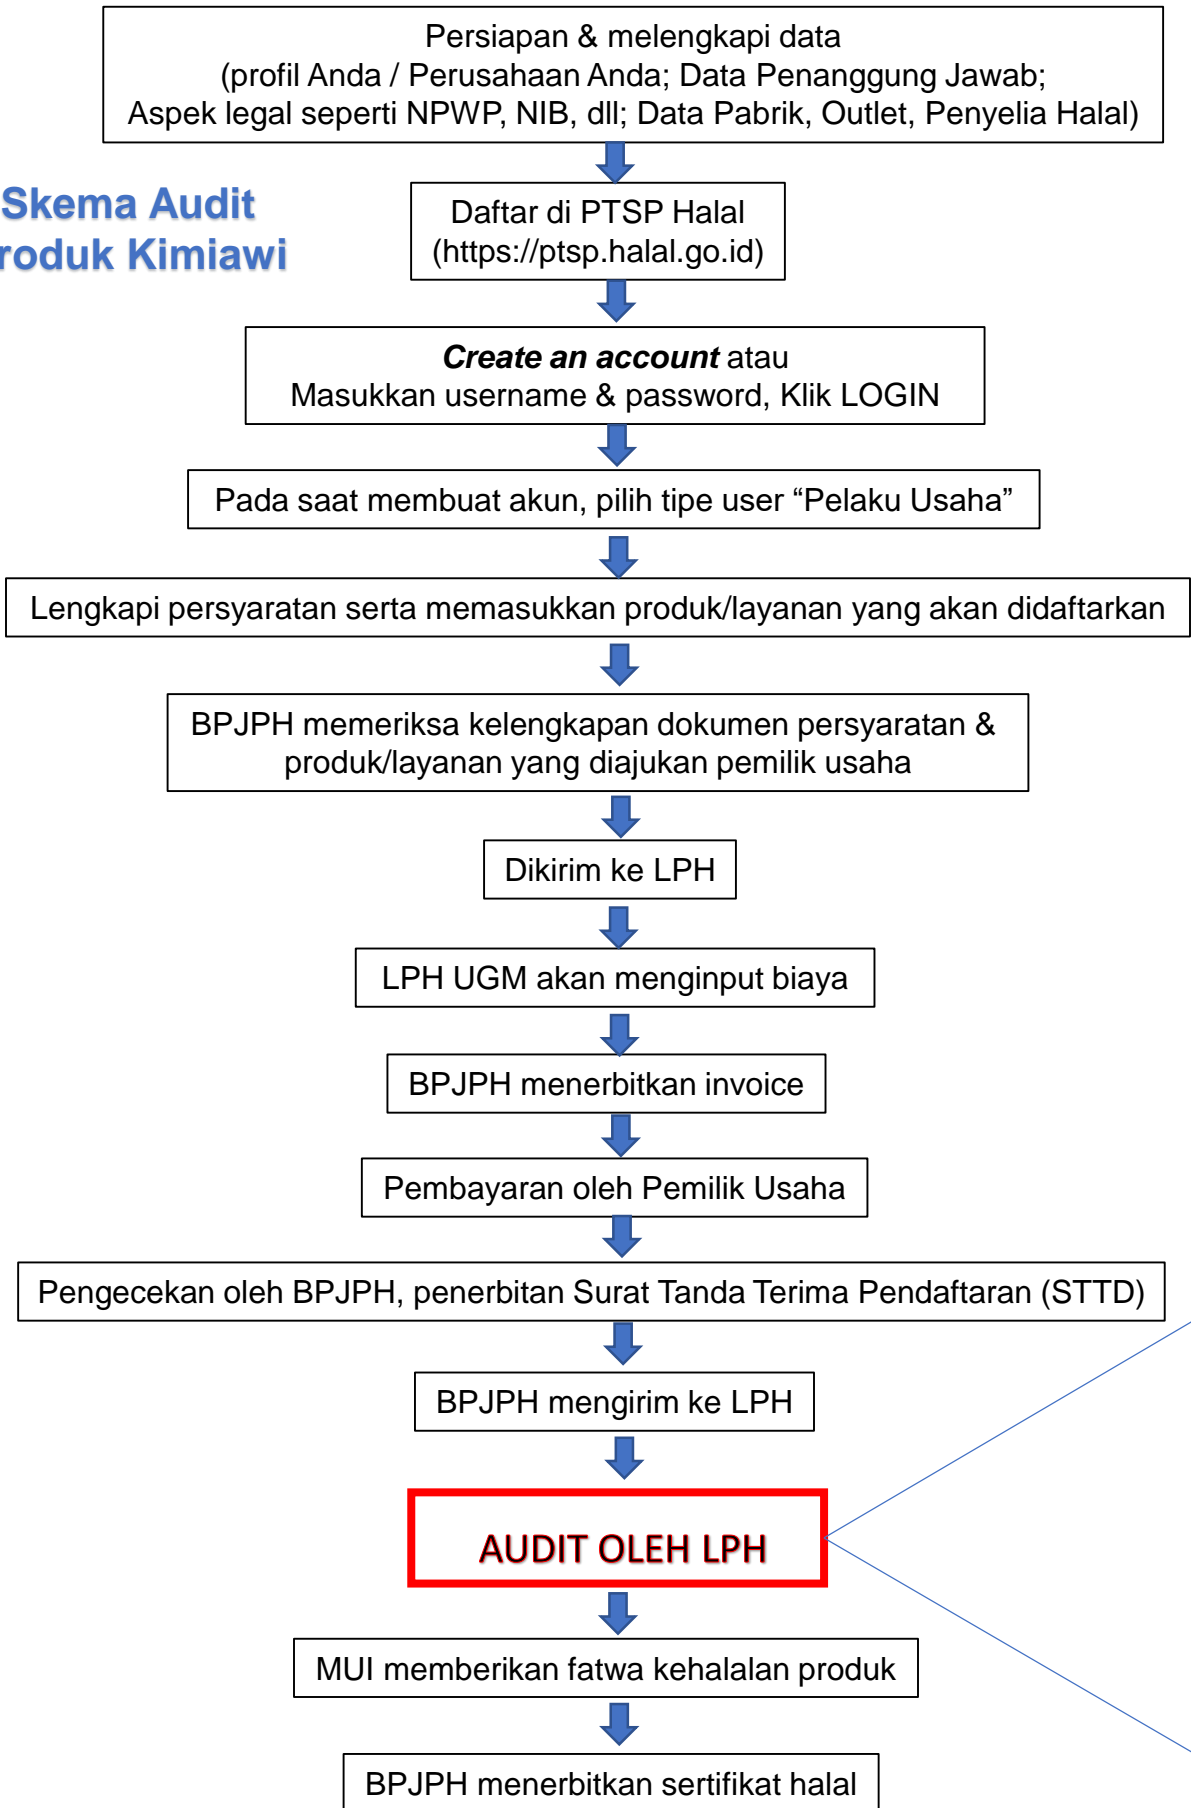 Persiapan & melengkapi data
(profil Anda / Perusahaan Anda; Data Penanggung Jawab;
Aspek legal seperti NPWP, NIB, dll; Data Pabrik, Outlet, Penyelia Halal)
Skema Audit
roduk Kimiawi
Daftar di PTSP Halal
(https://ptsp.halal.go.id)
Create an account atau
Masukkan username & password, Klik LOGIN
Pada saat membuat akun, pilih tipe user “Pelaku Usaha”
Lengkapi persyaratan serta memasukkan produk/layanan yang akan didaftarkan
BPJPH memeriksa kelengkapan dokumen persyaratan &
produk/layanan yang diajukan pemilik usaha
Dikirim ke LPH
LPH UGM akan menginput biaya
BPJPH menerbitkan invoice
Pembayaran oleh Pemilik Usaha
Pengecekan oleh BPJPH, penerbitan Surat Tanda Terima Pendaftaran (STTD)
BPJPH mengirim ke LPH
AUDIT OLEH LPH
MUI memberikan fatwa kehalalan produk
BPJPH menerbitkan sertifikat halal